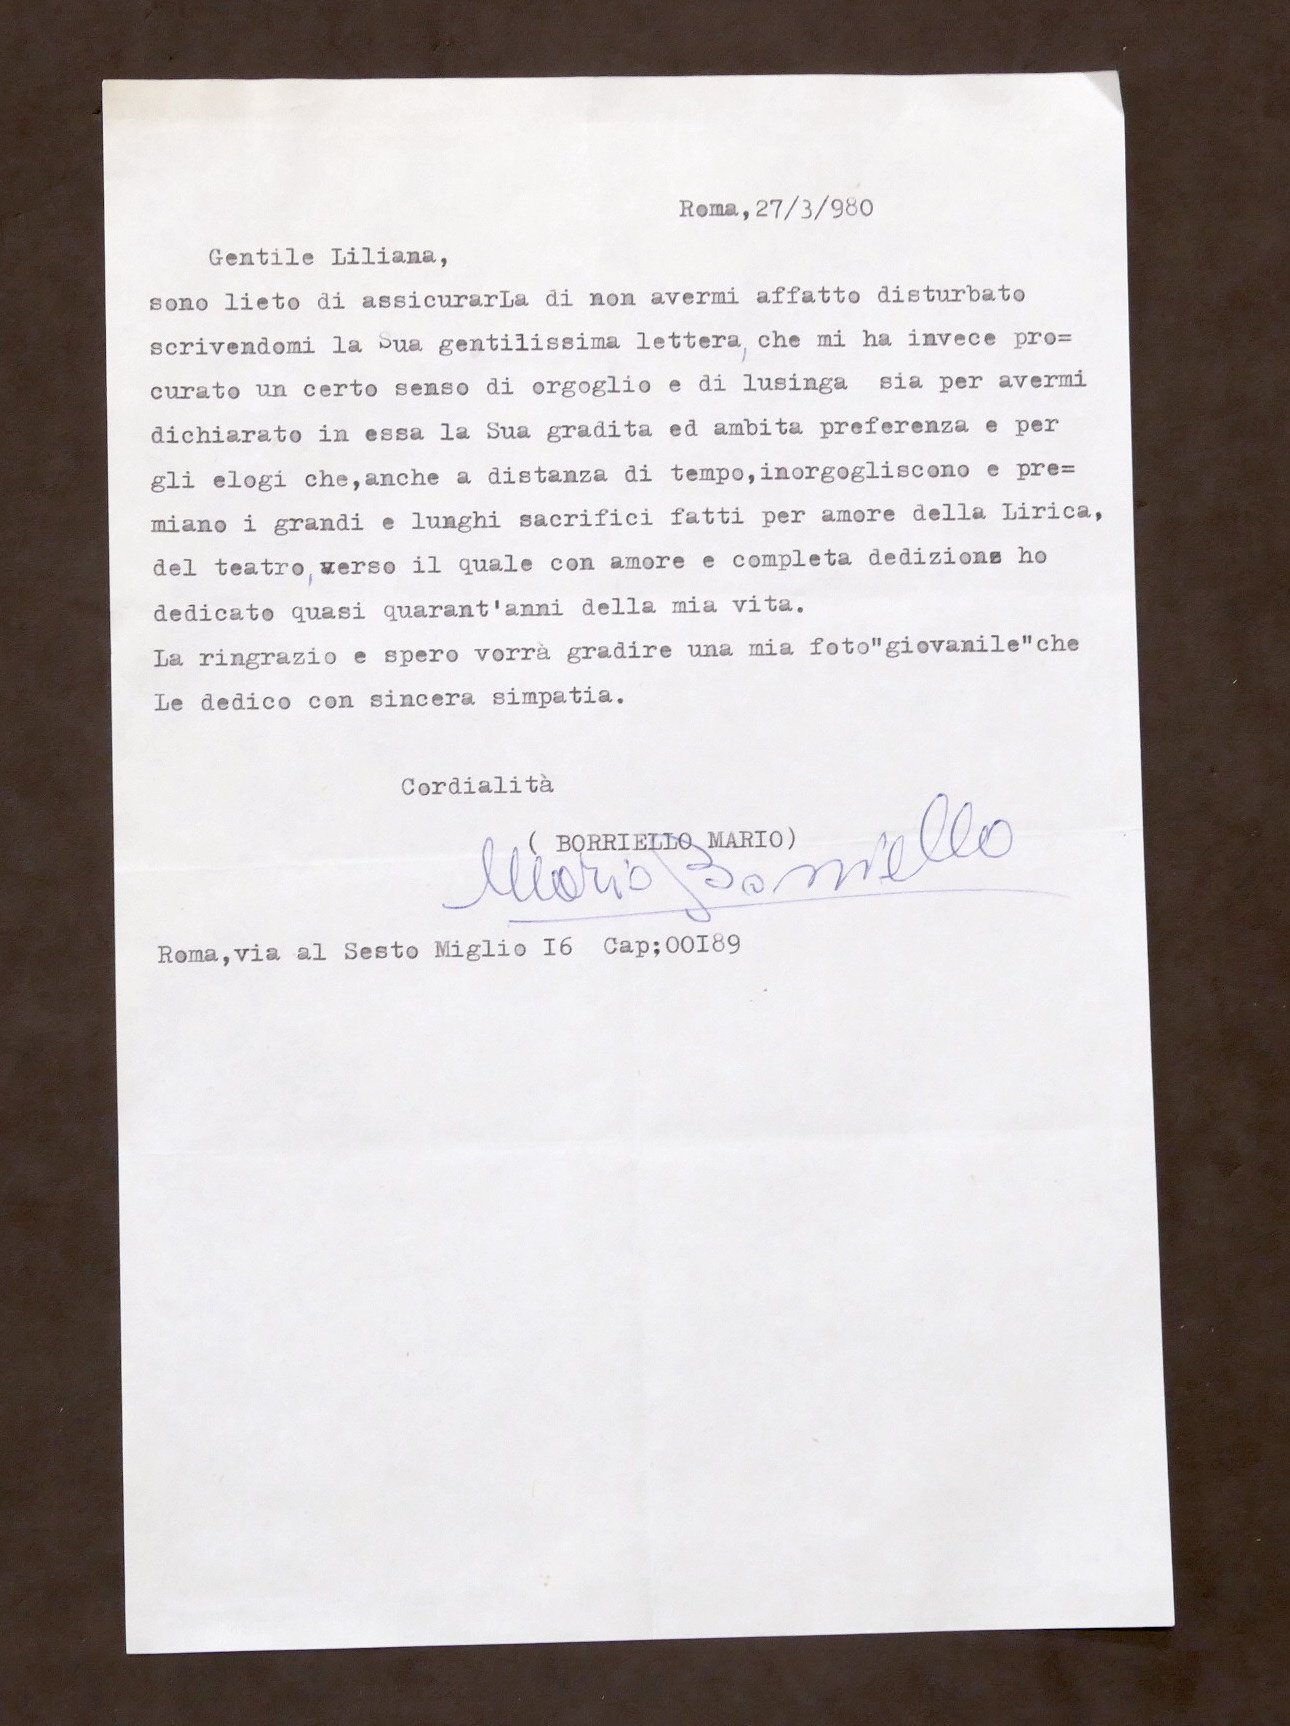 Roma,27/3/980
Gentile Liliana,
sono lieto di assicurarLa di non avermi affatto disturbato
scrivendomi la Sua gentilissima lettera, che mi ha invece pro=
curato un certo senso di orgoglio e di lusinga  sia per avermi
dichiarato in essa la Sua gradita ed ambita preferenza e per
gli elogi che,anche a distanza di tempo,inorgogliscono e pre=
miano i grandi e lunghi sacrifici fatti per amore della Lirica,
del teatro,verso il quale con amore e completa dedizione ho
dedicato quasi quarant'anni della mia vita.
La ringrazio e spero vorrà gradire una mia foto"giovanile"che
Le dedico con sincera simpatia.
Cordialità
( BORRIELLO MARIO)
Mario Borriello
Roma,via al Sesto Miglio I6  Cap;00I89